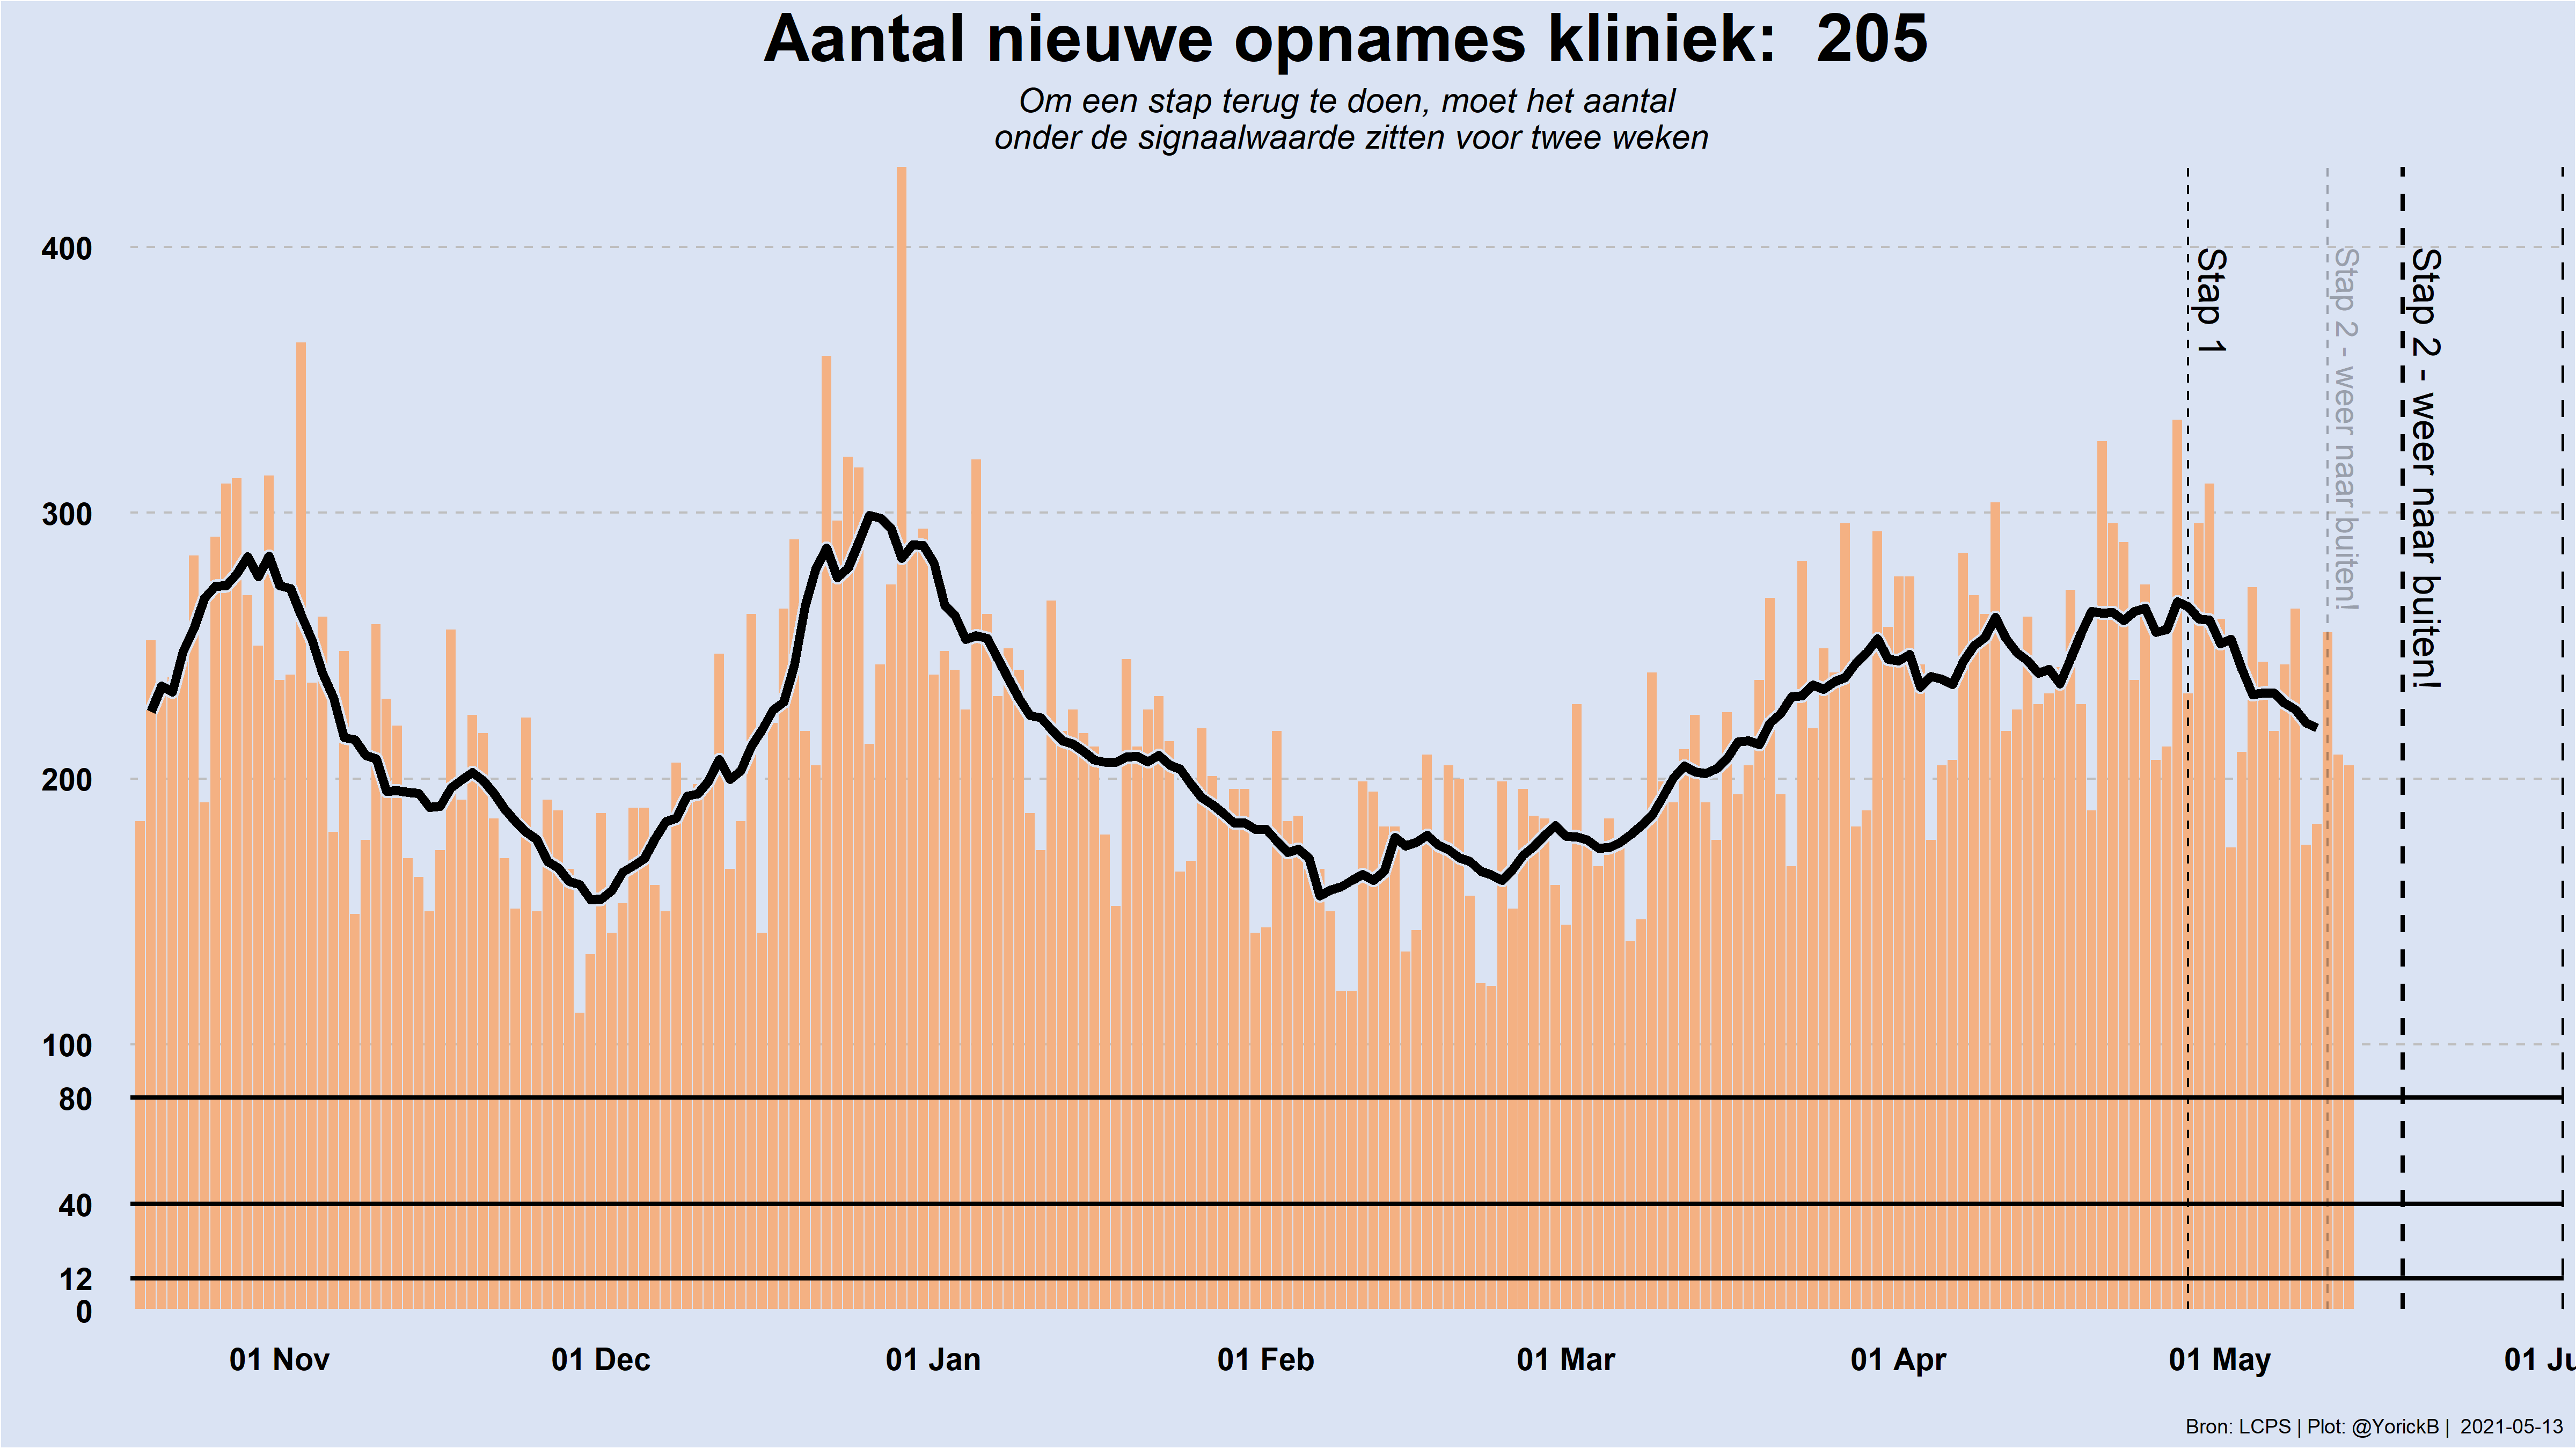 Aantal nieuwe opnames kliniek:  205
Om een stap terug te doen, moet het aantal
onder de signaalwaarde zitten voor twee weken
400
300
200
100
80
40
12
0
Stap 1
Stap 2 - weer naar buiten!
Stap 2 - weer naar buiten!
01 Nov
01 Dec
01 Jan
01 Feb
01 Mar
01 Apr
01 May
01 Ju
Bron: LCPS | Plot: @YorickB |  2021-05-13